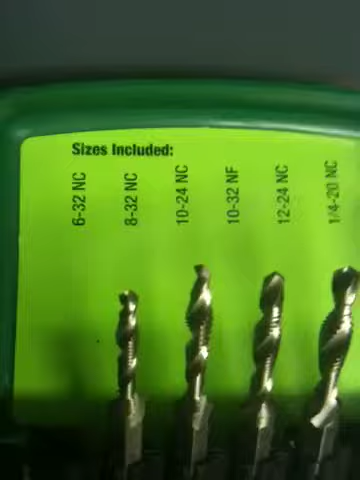 Sizes Included:
6-32 NC
8-32 NC
10-24 NC
10-32 NF
12-24 NC
1/4-20 NC